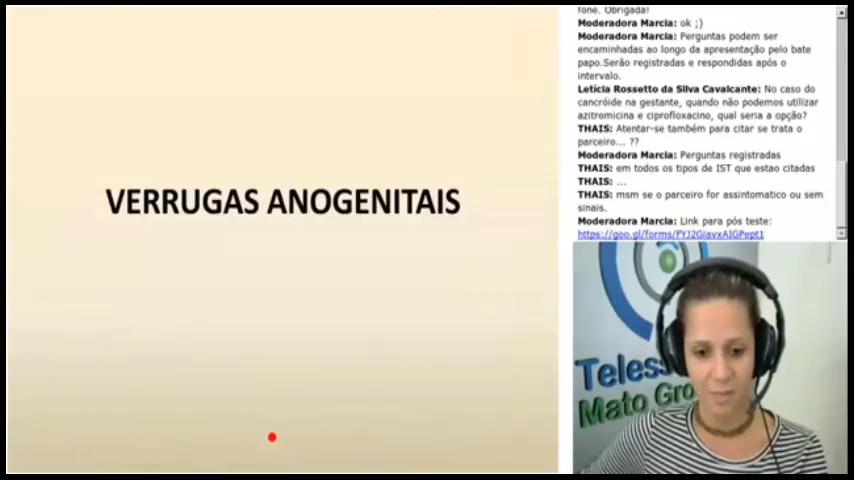 VERRUGAS ANOGENITAIS
fone. Obrigada!
Moderadora Marcia: ok ;)
Moderadora Marcia: Perguntas podem ser
encaminhadas ao longo da apresentação pelo bate
papo.Serão registradas e respondidas após o
intervalo.
Letícia Rossetto da Silva Cavalcante: No caso do
cancróide na gestante, quando não podemos utilizar
azitromicina e ciprofloxacino, qual seria a opção?
THAIS: Atentar-se também para citar se trata o
parceiro... ??
Moderadora Marcia: Perguntas registradas
THAIS: em todos os tipos de IST que estao citadas
THAIS: ...
THAIS: msm se o parceiro for assintomatico ou sem
sinais.
Moderadora Marcia: Link para pós teste:
Teless
Mato Gro